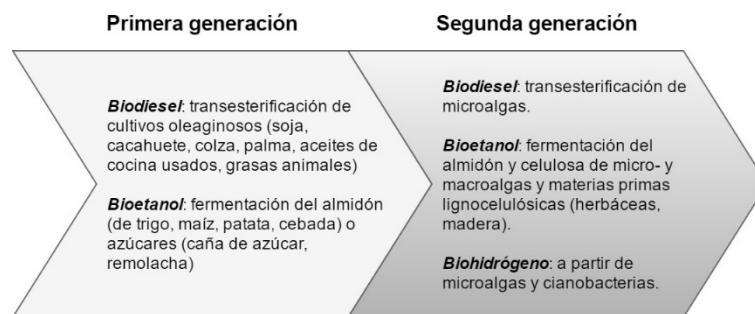 Primera generación
Biodiesel: transesterificación de
cultivos oleaginosos (soja,
cacahuete, colza, palma, aceites de
cocina usados, grasas animales)
Bioetanol: fermentación del almidón
(de trigo, maíz, patata, cebada) o
azúcares (caña de azúcar,
remolacha)
Segunda generación
Biodiesel: transesterificación de
microalgas.
Bioetanol: fermentación del
almidón y celulosa de micro- y
macroalgas y materias primas
lignocelulósicas (herbáceas,
madera).
Biohidrógeno: a partir de
microalgas y cianobacterias.